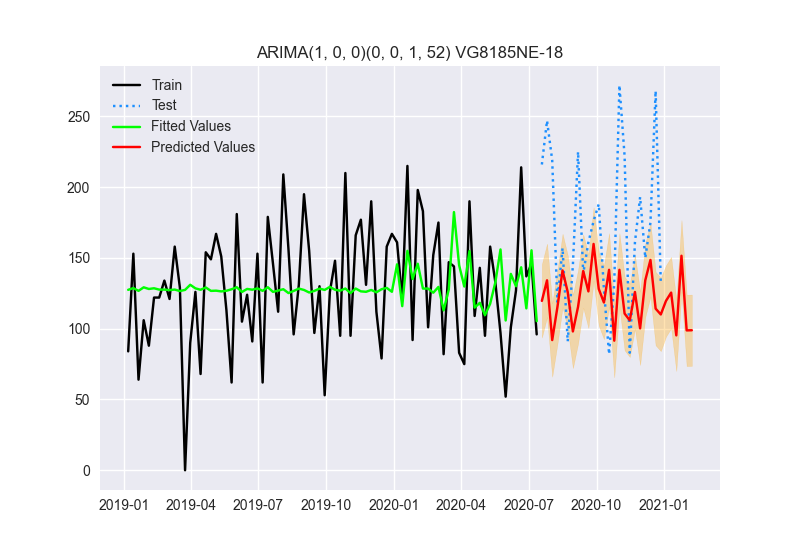 ARIMA(1, 0, 0)(0, 0, 1, 52) VG8185NE-18
Train
Test
Fitted Values
Predicted Values
250
200
150
100
50
0
2019-01 2019-04 2019-07 2019-10 2020-01 2020-04 2020-07 2020-10 2021-01